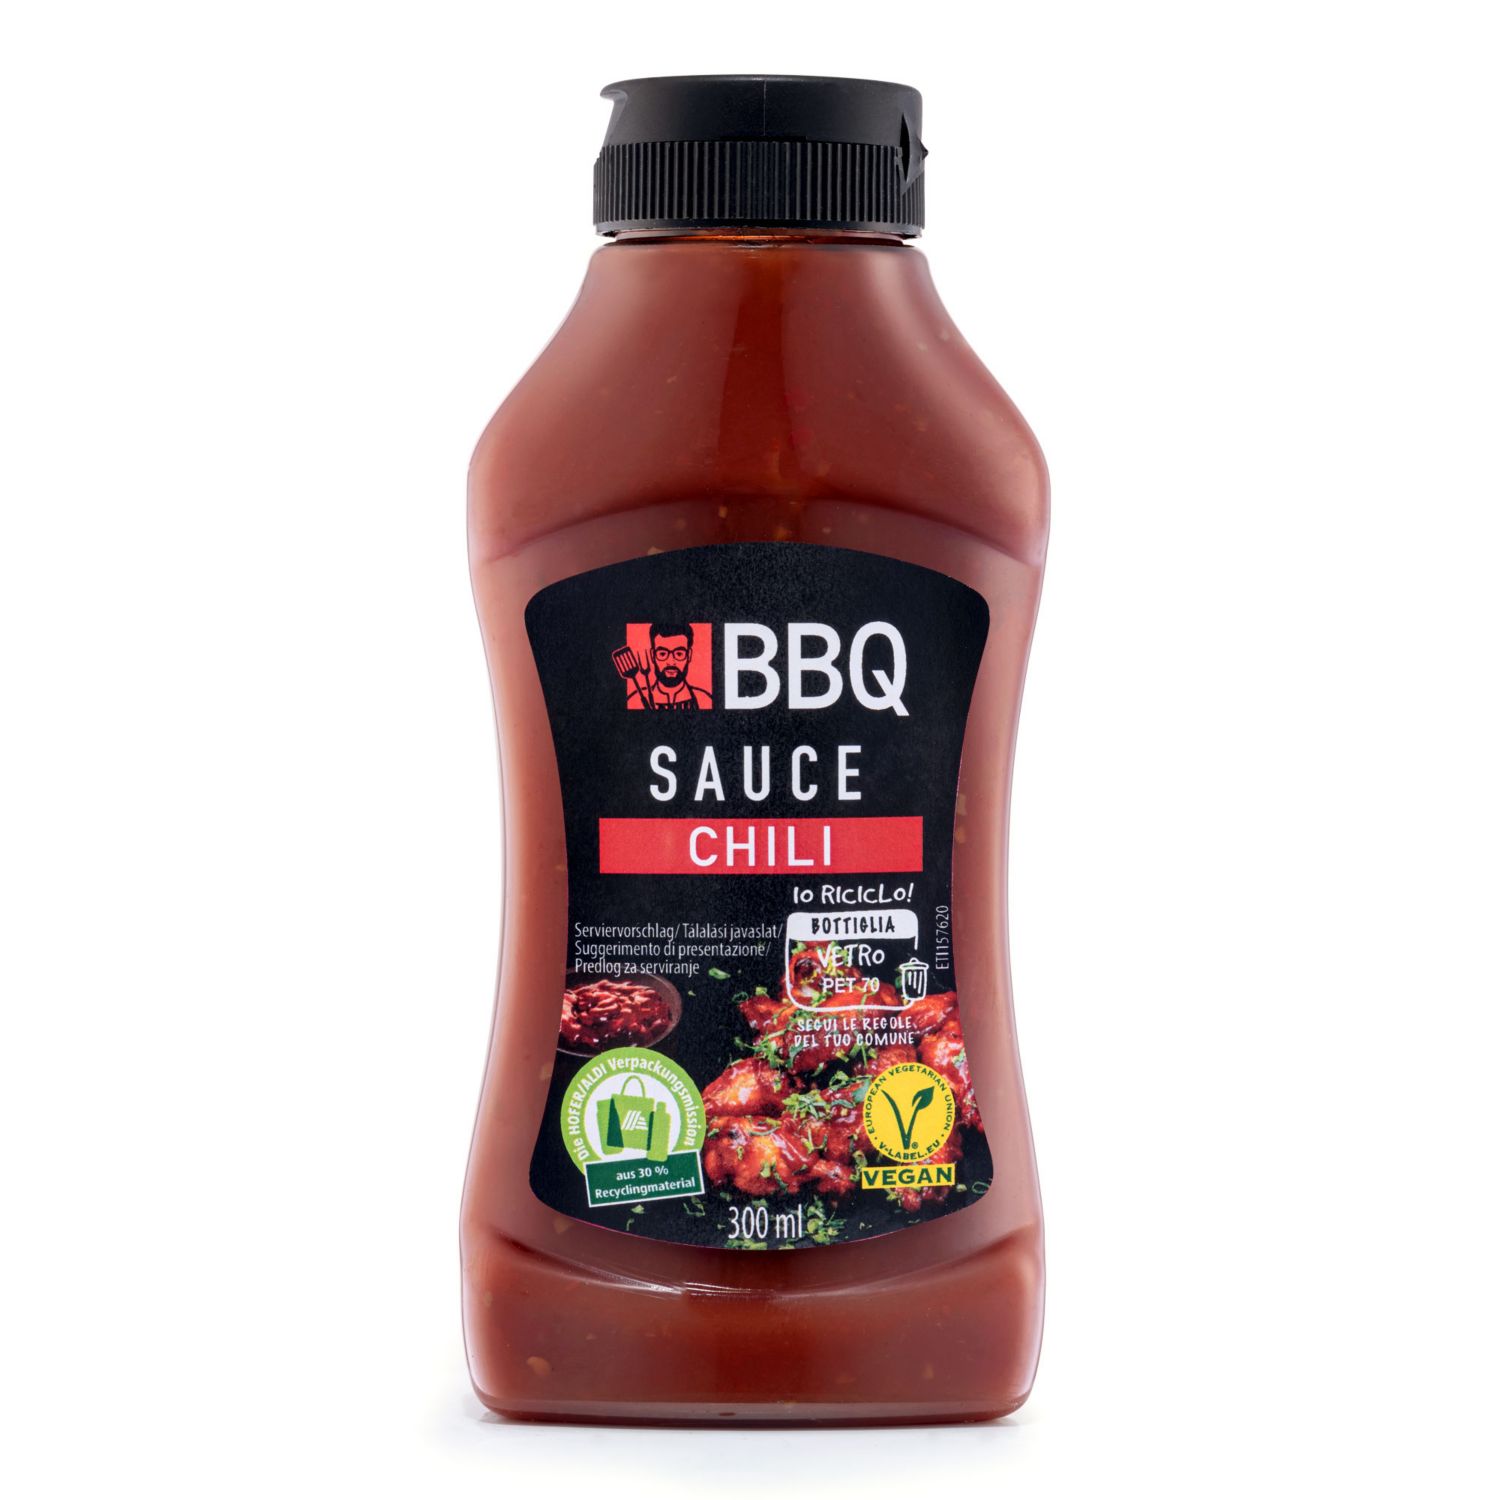 BBQ
SAUCE
CHILI
IO RICICLO!
BOTTIGLIA
VETRO
PET 70
SEGUI LE REGOLE
DEL TUO COMUNE
ETI157620
Serviervorschlag/ Tálalási javaslat/
Suggerimento di presentazione/
Predlog za serviranje
Die HOFER/ALDI Verpackungsmission
aus 30 %
Recyclingmaterial
EUROPEAN VEGETARIAN UNION
V-LABEL.EU
VEGAN
300 ml